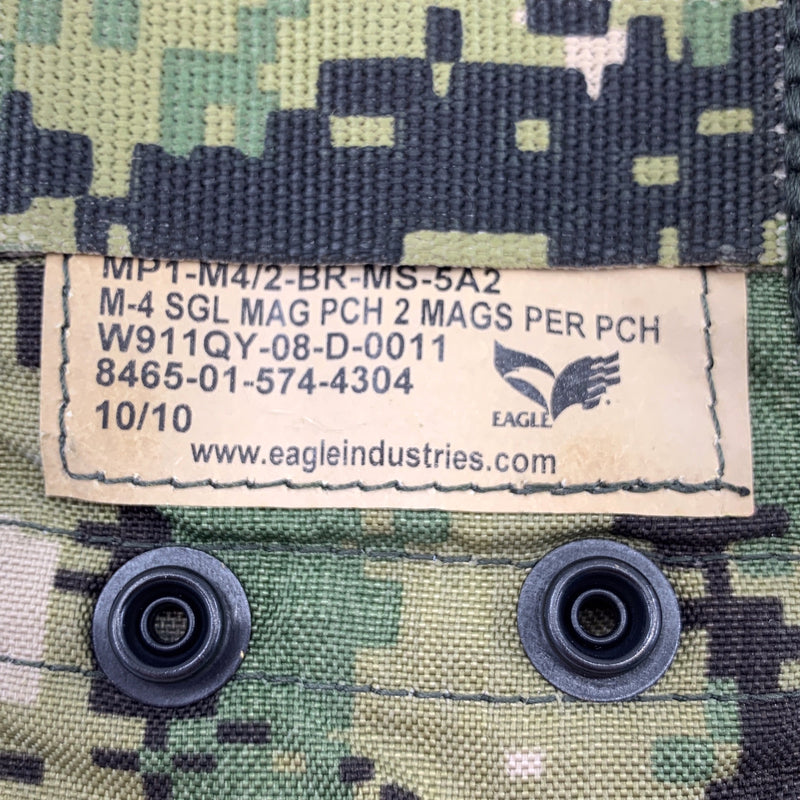 MP1-M4/2-BR-MS-5A2
M-4 SGL MAG PCH 2 MAGS PER PCH
W911QY-08-D-0011
8465-01-574-4304
EAGLE
10/10
www.eagleindustries.com